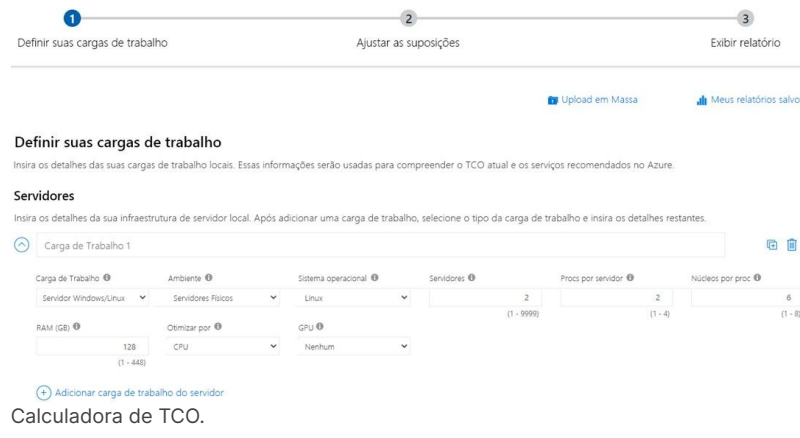 1 2 3
Definir suas cargas de trabalho Ajustar as suposições Exibir relatório
Upload em Massa Meus relatórios salvo
Definir suas cargas de trabalho
Insira os detalhes das suas cargas de trabalho locais. Essas informações serão usadas para compreender o TCO atual e os serviços recomendados no Azure.
Servidores
Insira os detalhes da sua infraestrutura de servidor local. Após adicionar uma carga de trabalho, selecione o tipo da carga de trabalho e insira os detalhes restantes.
Carga de Trabalho 1
Carga de Trabalho Ambiente Sistema operacional Servidores Procs por servidor Núcleos por proc
Servidor Windows/Linux Servidores Físicos Linux 2 2 6
(1 - 9999) (1 - 4) (1 - 8)
RAM (GB) Otimizar por GPU
128 CPU Nenhum
(1 - 448)
Adicionar carga de trabalho do servidor
Calculadora de TCO.